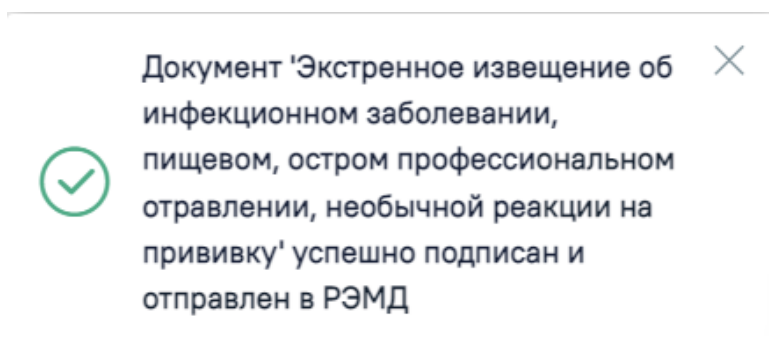 Документ 'Экстренное извещение об
инфекционном заболевании,
пищевом, остром профессиональном
отравлении, необычной реакции на
прививку' успешно подписан и
отправлен в РЭМД